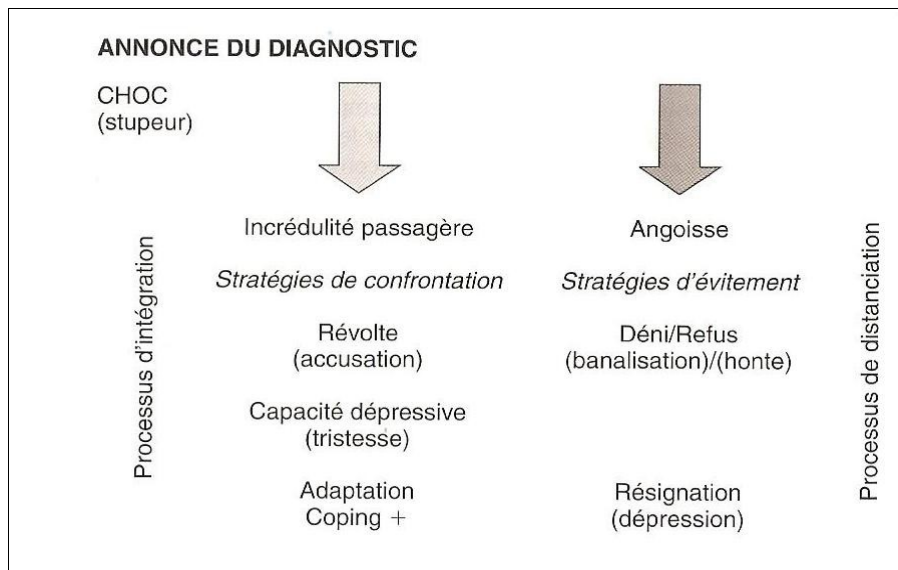 ANNONCE DU DIAGNOSTIC
CHOC
(stupeur)
Processus d'intégration
Incrédulité passagère
Stratégies de confrontation
Révolte
(accusation)
Capacité dépressive
(tristesse)
Adaptation
Coping +
Angoisse
Stratégies d'évitement
Déni/Refus
(banalisation)/(honte)
Résignation
(dépression)
Processus de distanciation